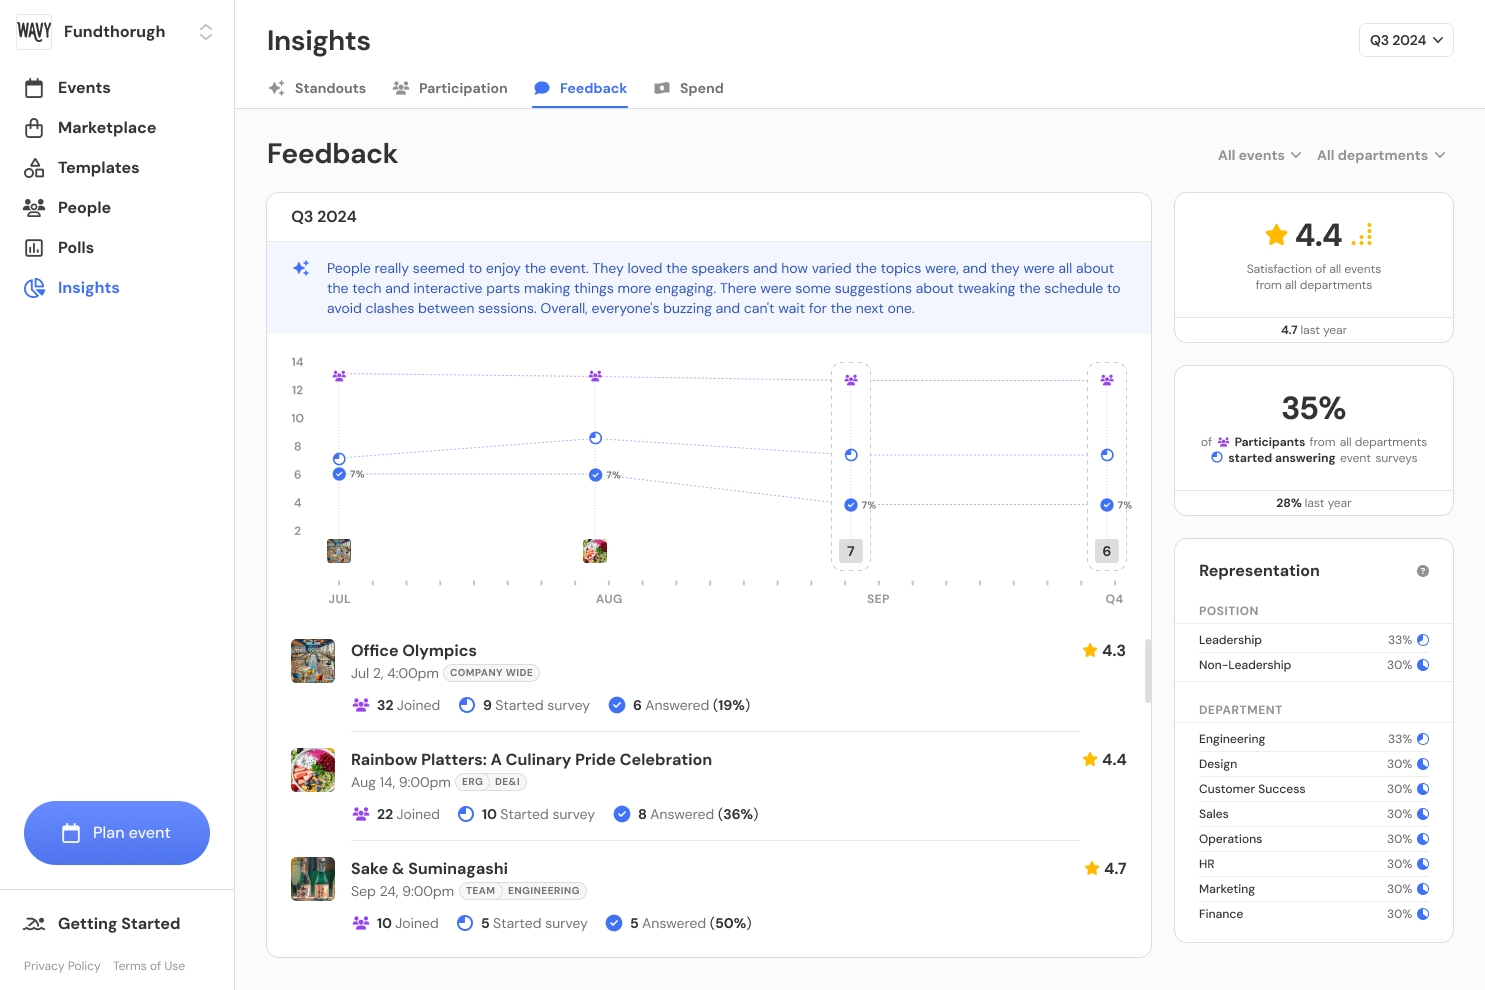 WAVY
Fundthorugh
Events
Marketplace
Templates
People
Polls
Insights
Plan event
Getting Started
Privacy Policy Terms of Use
Insights
Q3 2024
Standouts Participation Feedback Spend
Feedback
All events All departments
Q3 2024
People really seemed to enjoy the event. They loved the speakers and how varied the topics were, and they were all about
the tech and interactive parts making things more engaging. There were some suggestions about tweaking the schedule to
avoid clashes between sessions. Overall, everyone's buzzing and can't wait for the next one.
14
12
10
8
6
4
2
7% 7% 7% 7%
7 6
JUL AUG SEP Q4
Office Olympics 4.3
Jul 2, 4:00pm COMPANY WIDE
32 Joined 9 Started survey 6 Answered (19%)
Rainbow Platters: A Culinary Pride Celebration 4.4
Aug 14, 9:00pm ERG DE&I
22 Joined 10 Started survey 8 Answered (36%)
Sake & Suminagashi 4.7
Sep 24, 9:00pm TEAM ENGINEERING
10 Joined 5 Started survey 5 Answered (50%)
4.4
Satisfaction of all events
from all departments
4.7 last year
35%
of Participants from all departments
started answering event surveys
28% last year
Representation ?
POSITION
Leadership 33%
Non-Leadership 30%
DEPARTMENT
Engineering 33%
Design 30%
Customer Success 30%
Sales 30%
Operations 30%
HR 30%
Marketing 30%
Finance 30%